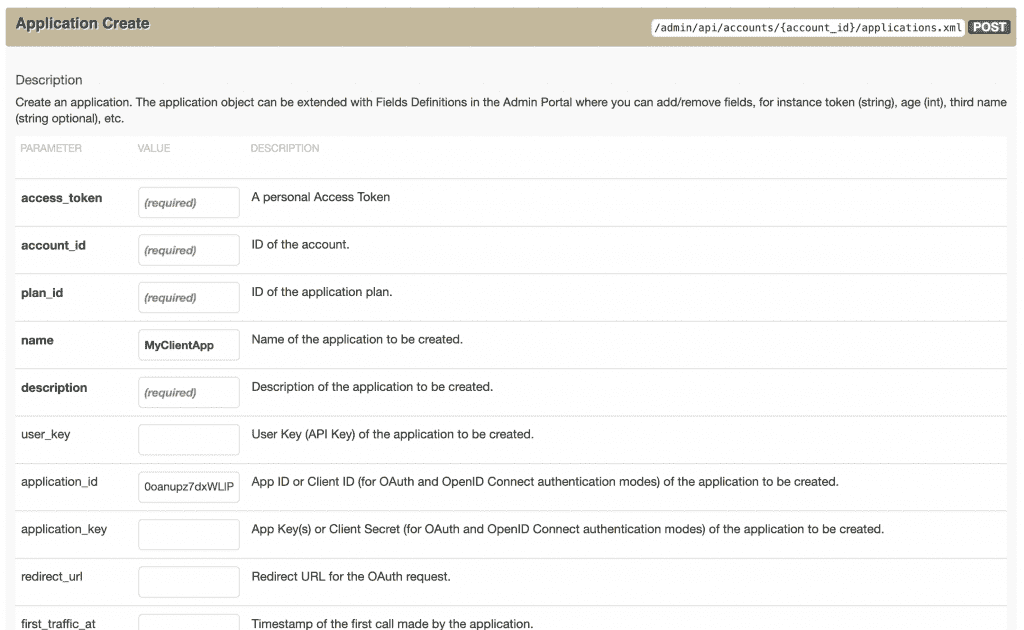 Application Create
/admin/api/accounts/{account_id}/applications.xml POST
Description
Create an application. The application object can be extended with Fields Definitions in the Admin Portal where you can add/remove fields, for instance token (string), age (int), third name
(string optional), etc.
PARAMETER VALUE DESCRIPTION
access_token (required) A personal Access Token
account_id (required) ID of the account.
plan_id (required) ID of the application plan.
name MyClientApp Name of the application to be created.
description (required) Description of the application to be created.
user_key User Key (API Key) of the application to be created.
application_id 0oanupz7dxWLlP App ID or Client ID (for OAuth and OpenID Connect authentication modes) of the application to be created.
application_key App Key(s) or Client Secret (for OAuth and OpenID Connect authentication modes) of the application to be created.
redirect_url Redirect URL for the OAuth request.
first_traffic_at Timestamp of the first call made by the application.